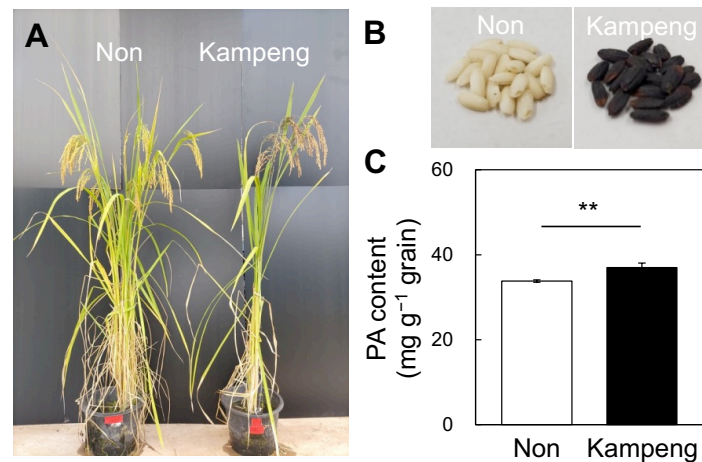 A
Non
Kampeng
B
Non
Kampeng
C
PA content
(mg g⁻¹ grain)
60
40
20
0
**
Non
Kampeng